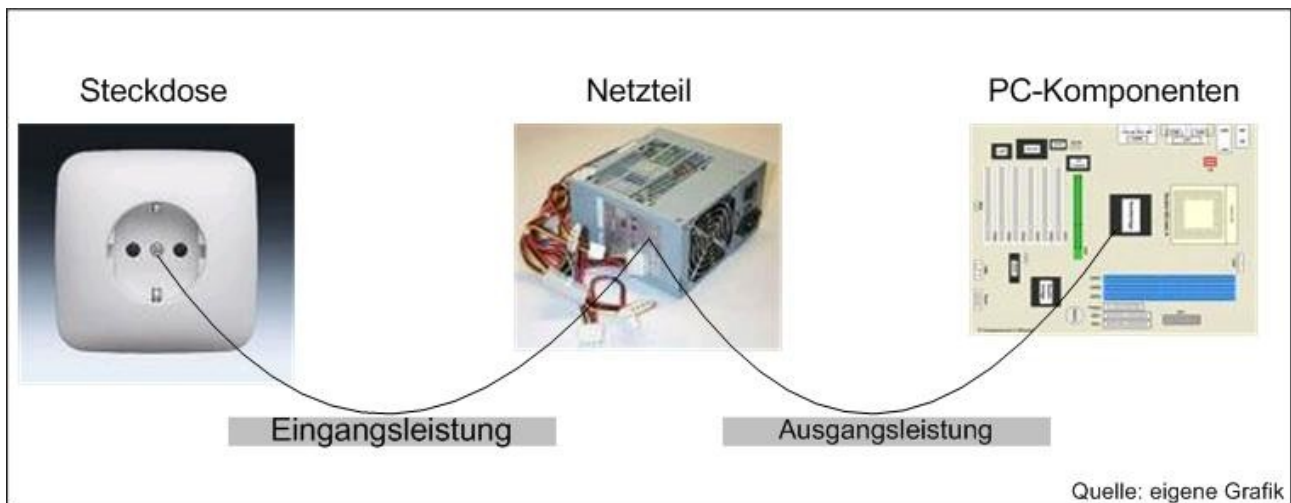 Steckdose
Netzteil
PC-Komponenten
Eingangsleistung
Ausgangsleistung
Quelle: eigene Grafik